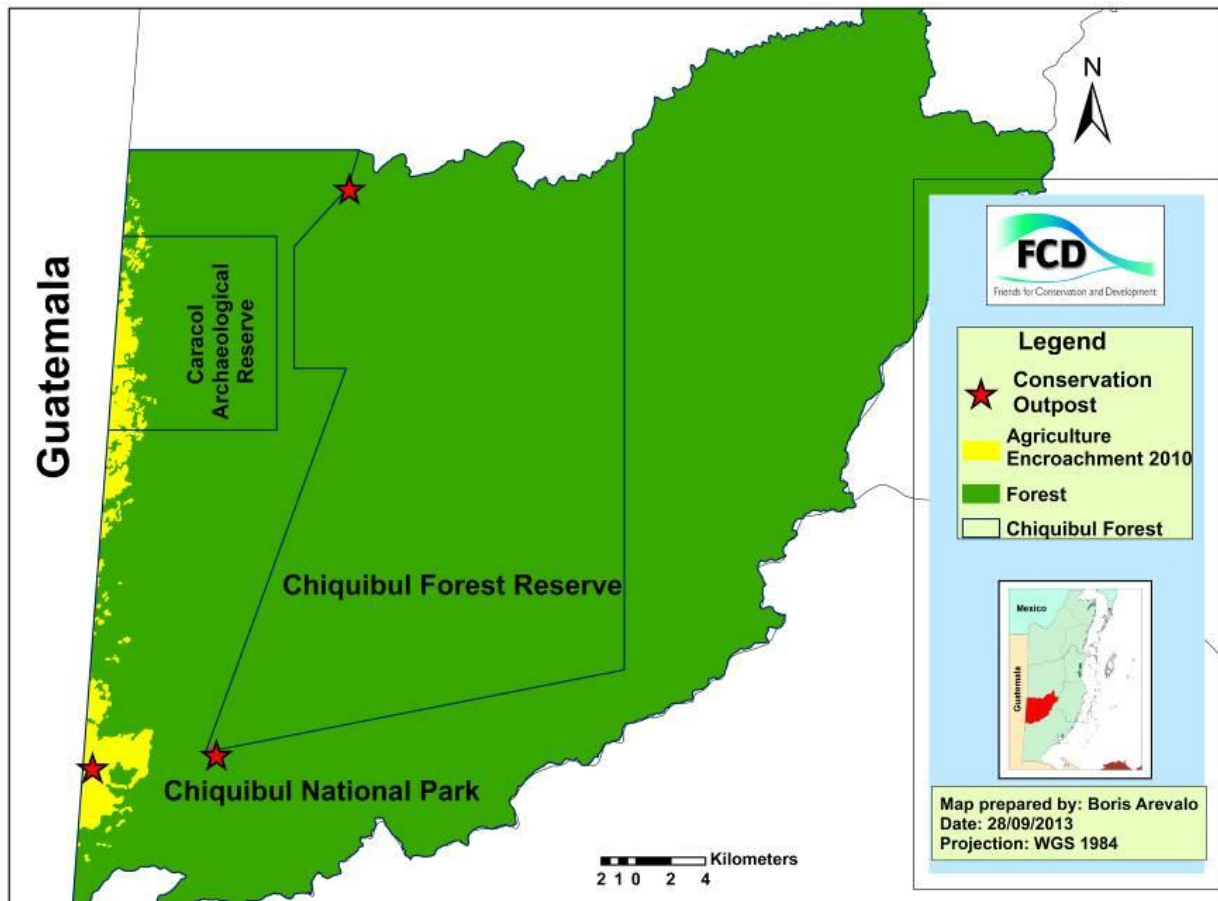 Guatemala
Caracol
Archaeological
Reserve
Chiquibul Forest Reserve
Chiquibul National Park
N
FCD
Friends for Conservation and Development
Legend
Conservation
Outpost
Agriculture
Encroachment 2010
Forest
Chiquibul Forest
Mexico
Guatemala
Map prepared by: Boris Arevalo
Date: 28/09/2013
Projection: WGS 1984
Kilometers
2 1 0 2 4